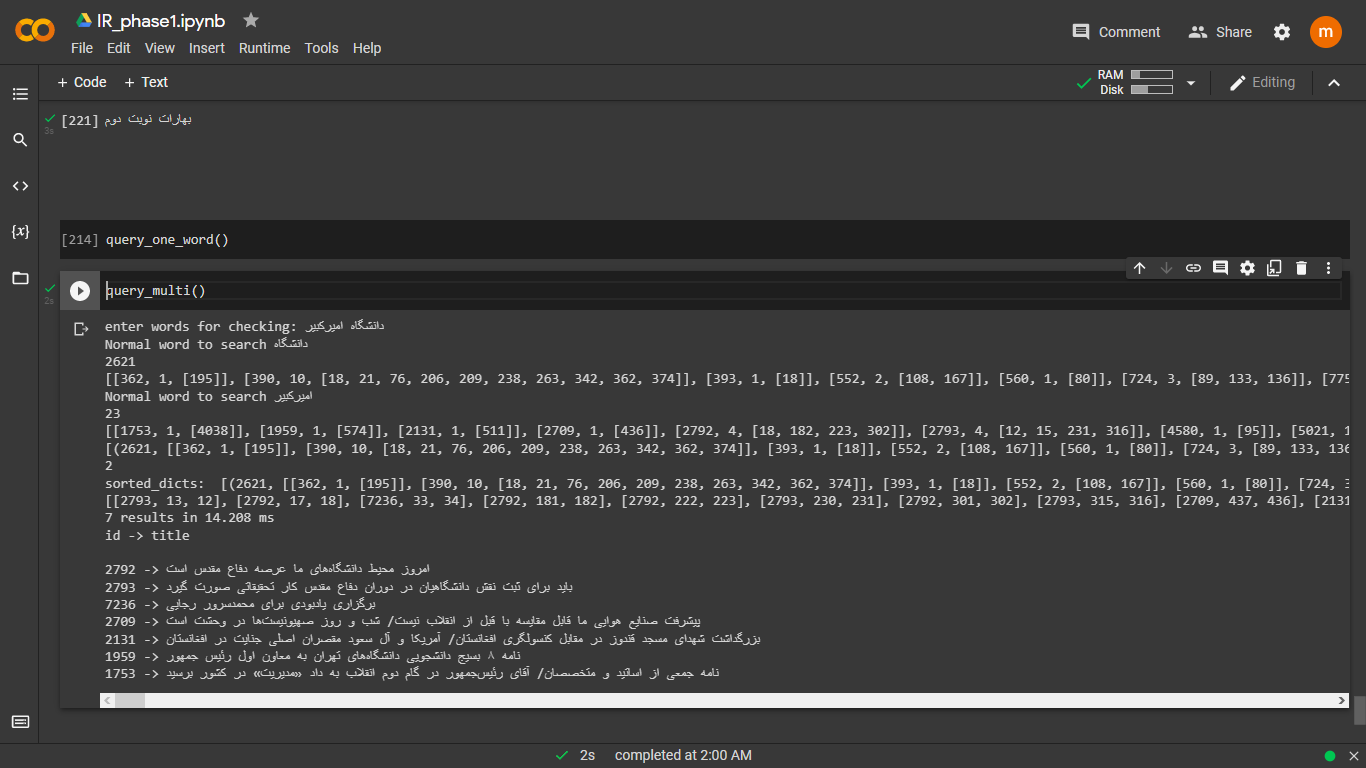 IR_phase1.ipynb
File Edit View Insert Runtime Tools Help
Comment Share m
+ Code + Text
RAM
Disk
Editing
[221] بهارات نوبت دوم
3s
[214] query_one_word()
query_multi()
2s
enter words for checking: دانشگاه امیرکبیر
Normal word to search دانشگاه
2621
[[362, 1, [195]], [390, 10, [18, 21, 76, 206, 209, 238, 263, 342, 362, 374]], [393, 1, [18]], [552, 2, [108, 167]], [560, 1, [80]], [724, 3, [89, 133, 136]], [775
Normal word to search امیرکبیر
23
[[1753, 1, [4038]], [1959, 1, [574]], [2131, 1, [511]], [2709, 1, [436]], [2792, 4, [18, 182, 223, 302]], [2793, 4, [12, 15, 231, 316]], [4580, 1, [95]], [5021, 1
[(2621, [[362, 1, [195]], [390, 10, [18, 21, 76, 206, 209, 238, 263, 342, 362, 374]], [393, 1, [18]], [552, 2, [108, 167]], [560, 1, [80]], [724, 3, [89, 133, 136
2
sorted_dicts: [(2621, [[362, 1, [195]], [390, 10, [18, 21, 76, 206, 209, 238, 263, 342, 362, 374]], [393, 1, [18]], [552, 2, [108, 167]], [560, 1, [80]], [724, 3
[[2793, 13, 12], [2792, 17, 18], [7236, 33, 34], [2792, 181, 182], [2792, 222, 223], [2793, 230, 231], [2792, 301, 302], [2793, 315, 316], [2709, 437, 436], [2131
7 results in 14.208 ms
id -> title
2792 -> امروز محیط دانشگاه‌های ما عرصه دفاع مقدس است
2793 -> باید برای ثبت نقش دانشگاهیان در دوران دفاع مقدس کار تحقیقاتی صورت گیرد
7236 -> برگزاری یادبودی برای محمدسرور رجایی
2709 -> پیشرفت صنایع هوایی ما قابل مقایسه با قبل از انقلاب نیست/ شب و روز صهیونیست‌ها در وحشت است
2131 -> بزرگداشت شهدای مسجد قندوز در مقابل کنسولگری افغانستان/ آمریکا و آل سعود مقصران اصلی جنایت در افغانستان
1959 -> نامه ۸ بسیج دانشجویی دانشگاه‌های تهران به معاون اول رئیس جمهور
1753 -> نامه جمعی از اساتید و متخصصان/ آقای رئیس‌جمهور در گام دوم انقلاب به داد «مدیریت» در کشور برسید
2s completed at 2:00 AM